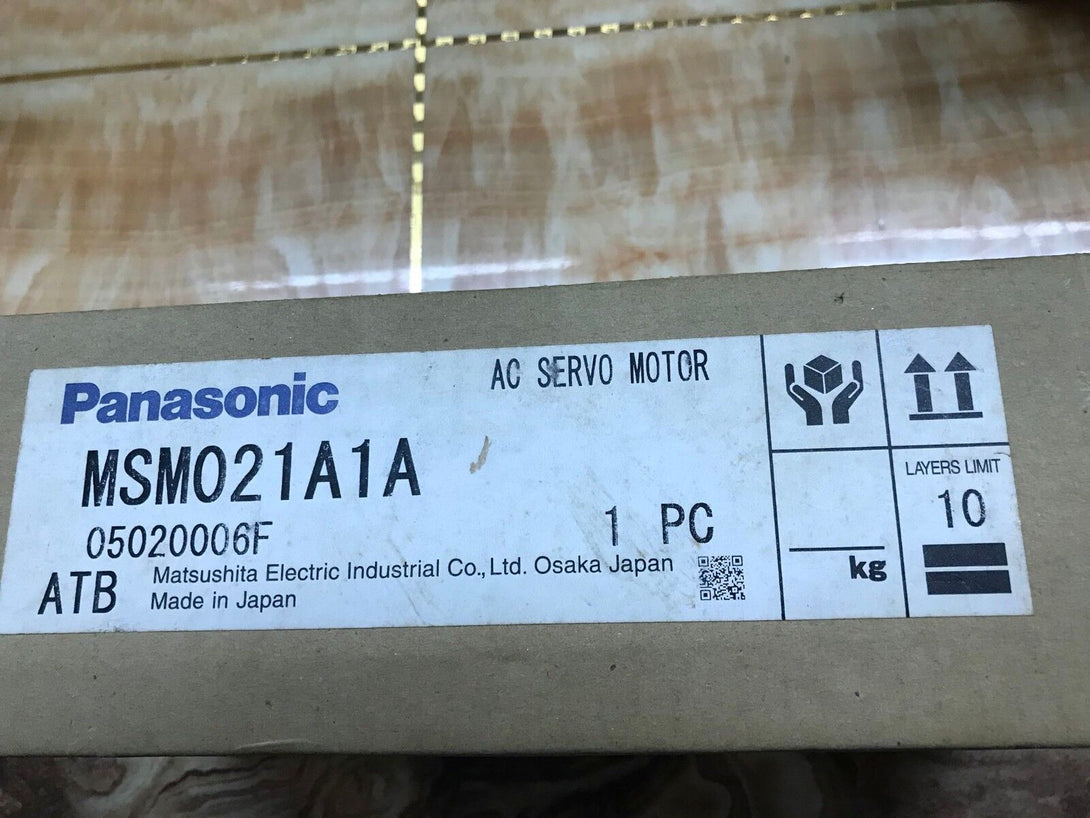 Panasonic
AC SERVO MOTOR
MSM021A1A
05020006F
1 PC
ATB
Matsushita Electric Industrial Co., Ltd. Osaka Japan
Made in Japan
kg
LAYERS LIMIT
10